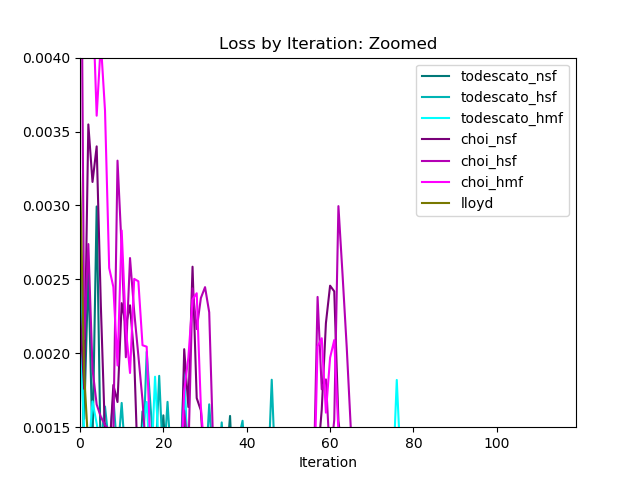 Loss by Iteration: Zoomed
0.0040
0.0035
0.0030
0.0025
0.0020
0.0015
0 20 40 60 80 100
Iteration
todescato_nsf
todescato_hsf
todescato_hmf
choi_nsf
choi_hsf
choi_hmf
lloyd